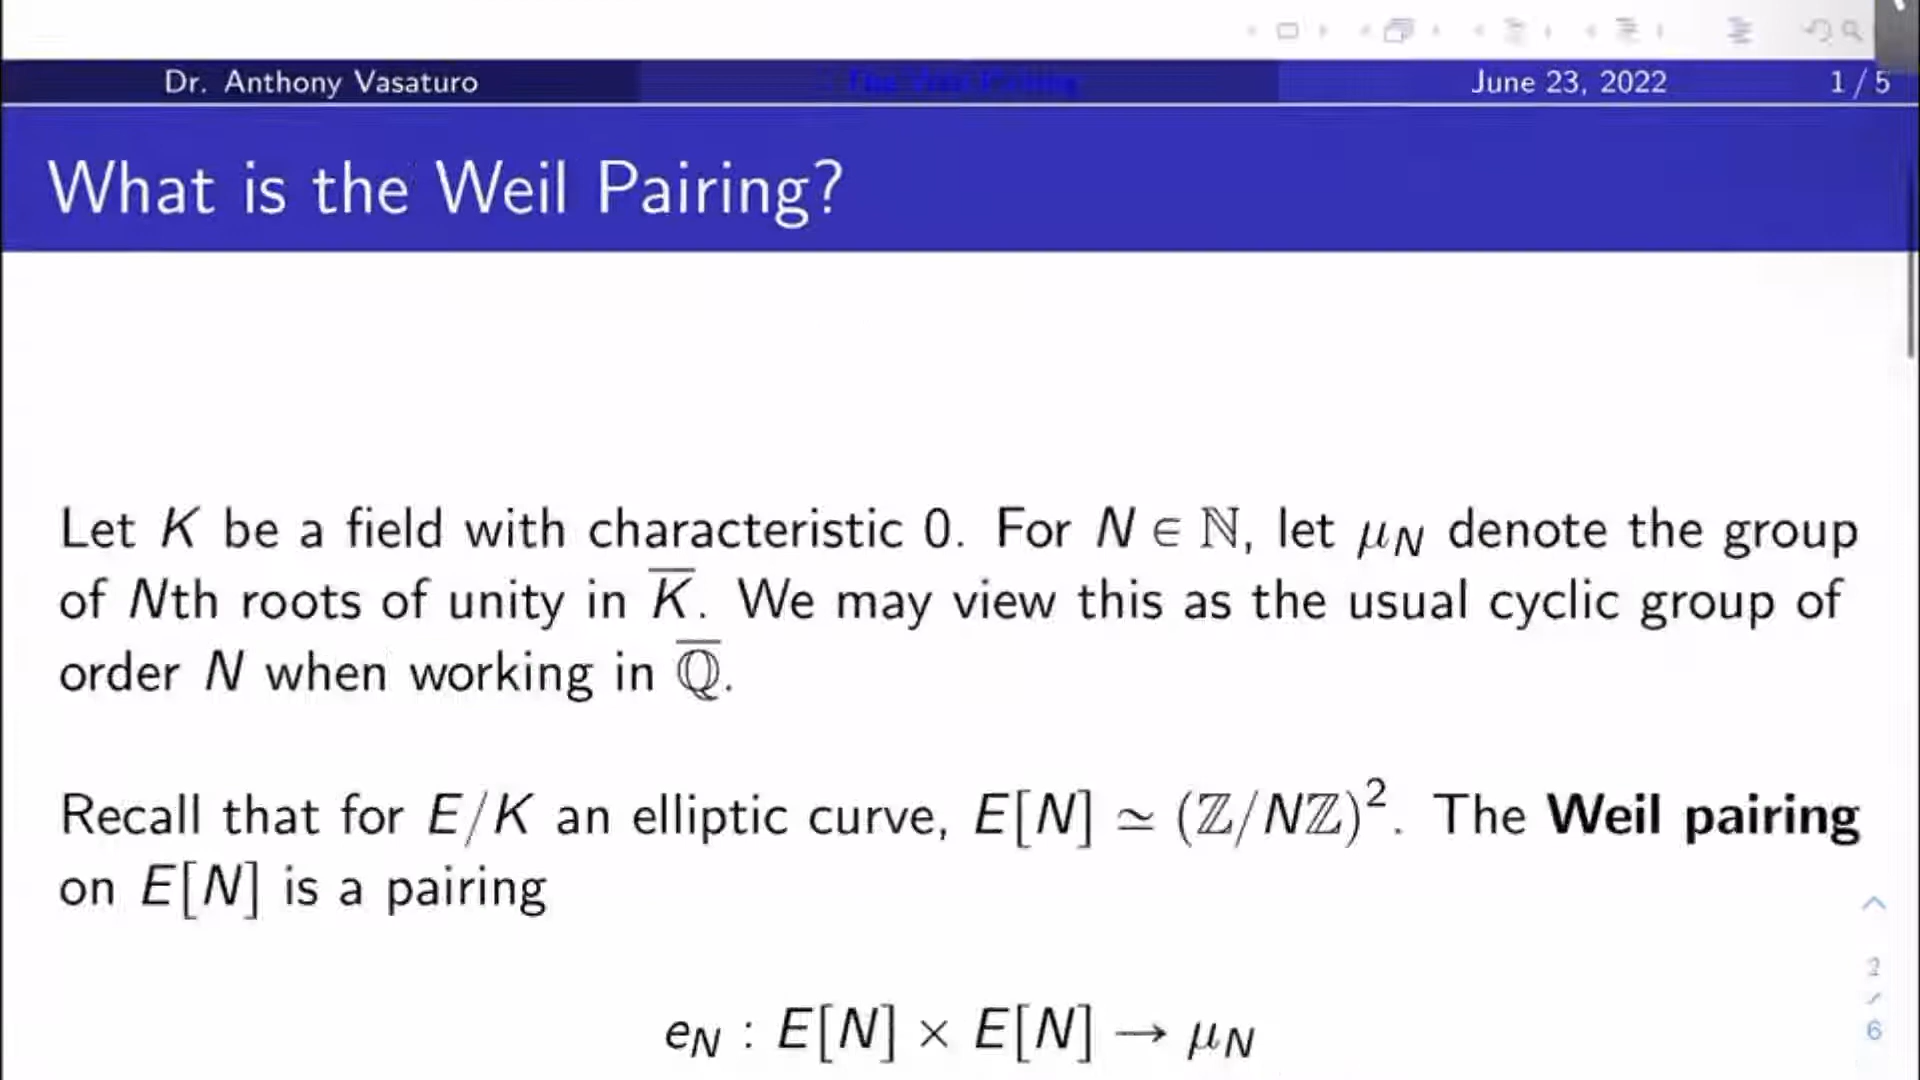 Dr. Anthony Vasaturo
June 23, 2022
1 / 5
What is the Weil Pairing?
Let K be a field with characteristic 0. For N ∈ ℕ, let μ_N denote the group
of Nth roots of unity in K̅. We may view this as the usual cyclic group of
order N when working in ℚ̅.
Recall that for E/K an elliptic curve, E[N] ≃ (ℤ/Nℤ)². The Weil pairing
on E[N] is a pairing
e_N : E[N] × E[N] → μ_N
2
/
6